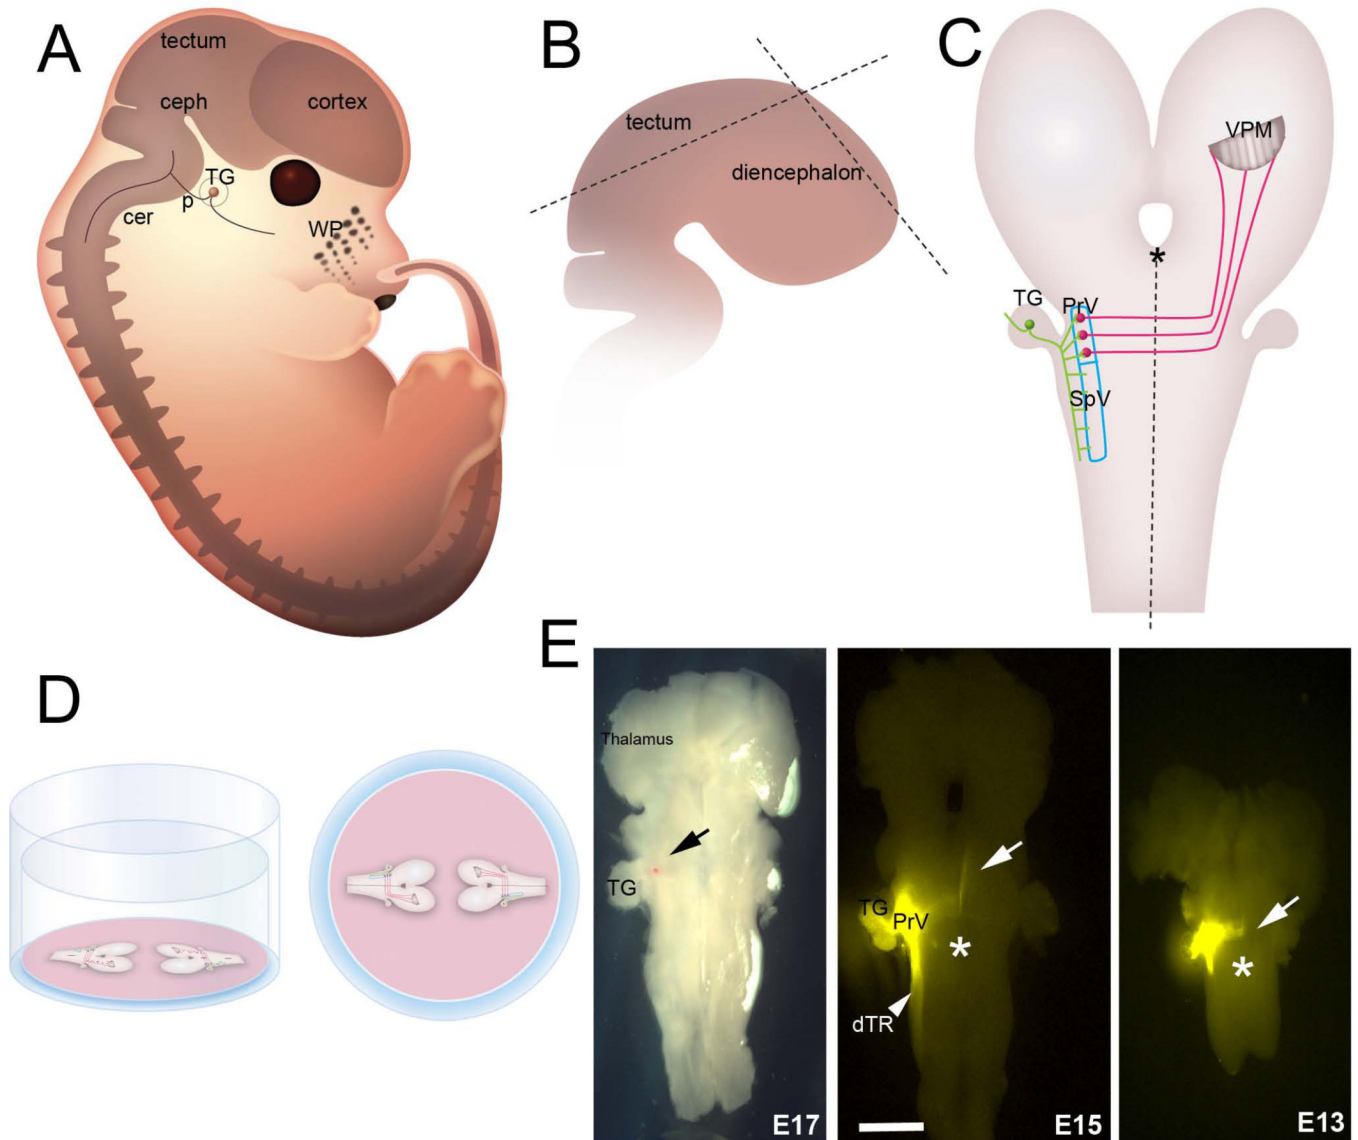 A
tectum
ceph
cortex
TG
p
cer
WP
B
tectum
diencephalon
C
VPM
*
TG
PrV
SpV
D
E
Thalamus
TG
E17
TG
PrV
*
dTR
E15
*
E13